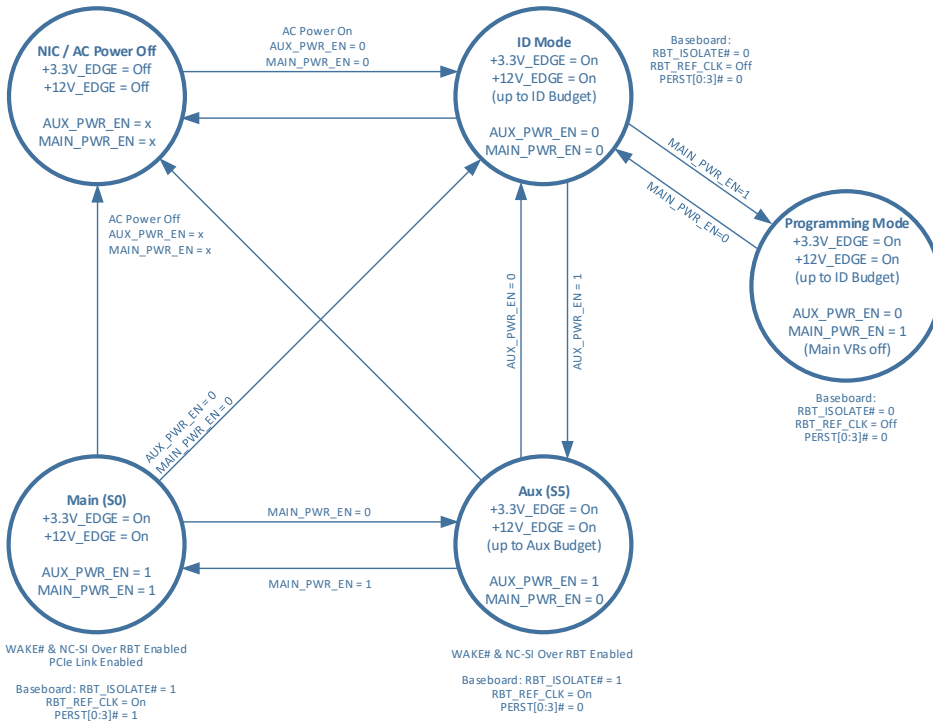 NIC / AC Power Off
+3.3V_EDGE = Off
+12V_EDGE = Off
AUX_PWR_EN = x
MAIN_PWR_EN = x
AC Power On
AUX_PWR_EN = 0
MAIN_PWR_EN = 0
ID Mode
+3.3V_EDGE = On
+12V_EDGE = On
(up to ID Budget)
AUX_PWR_EN = 0
MAIN_PWR_EN = 0
Baseboard:
RBT_ISOLATE# = 0
RBT_REF_CLK = Off
PERST[0:3]# = 0
MAIN_PWR_EN=1
MAIN_PWR_EN=0
Programming Mode
+3.3V_EDGE = On
+12V_EDGE = On
(up to ID Budget)
AUX_PWR_EN = 0
MAIN_PWR_EN = 1
(Main VRs off)
Baseboard:
RBT_ISOLATE# = 0
RBT_REF_CLK = Off
PERST[0:3]# = 0
AC Power Off
AUX_PWR_EN = x
MAIN_PWR_EN = x
AUX_PWR_EN = 0
MAIN_PWR_EN = 0
AUX_PWR_EN = 0
AUX_PWR_EN = 1
Main (S0)
+3.3V_EDGE = On
+12V_EDGE = On
AUX_PWR_EN = 1
MAIN_PWR_EN = 1
MAIN_PWR_EN = 0
MAIN_PWR_EN = 1
Aux (S5)
+3.3V_EDGE = On
+12V_EDGE = On
(up to Aux Budget)
AUX_PWR_EN = 1
MAIN_PWR_EN = 0
WAKE# & NC-SI Over RBT Enabled
PCIe Link Enabled
Baseboard: RBT_ISOLATE# = 1
RBT_REF_CLK = On
PERST[0:3]# = 1
WAKE# & NC-SI Over RBT Enabled
Baseboard: RBT_ISOLATE# = 1
RBT_REF_CLK = On
PERST[0:3]# = 0